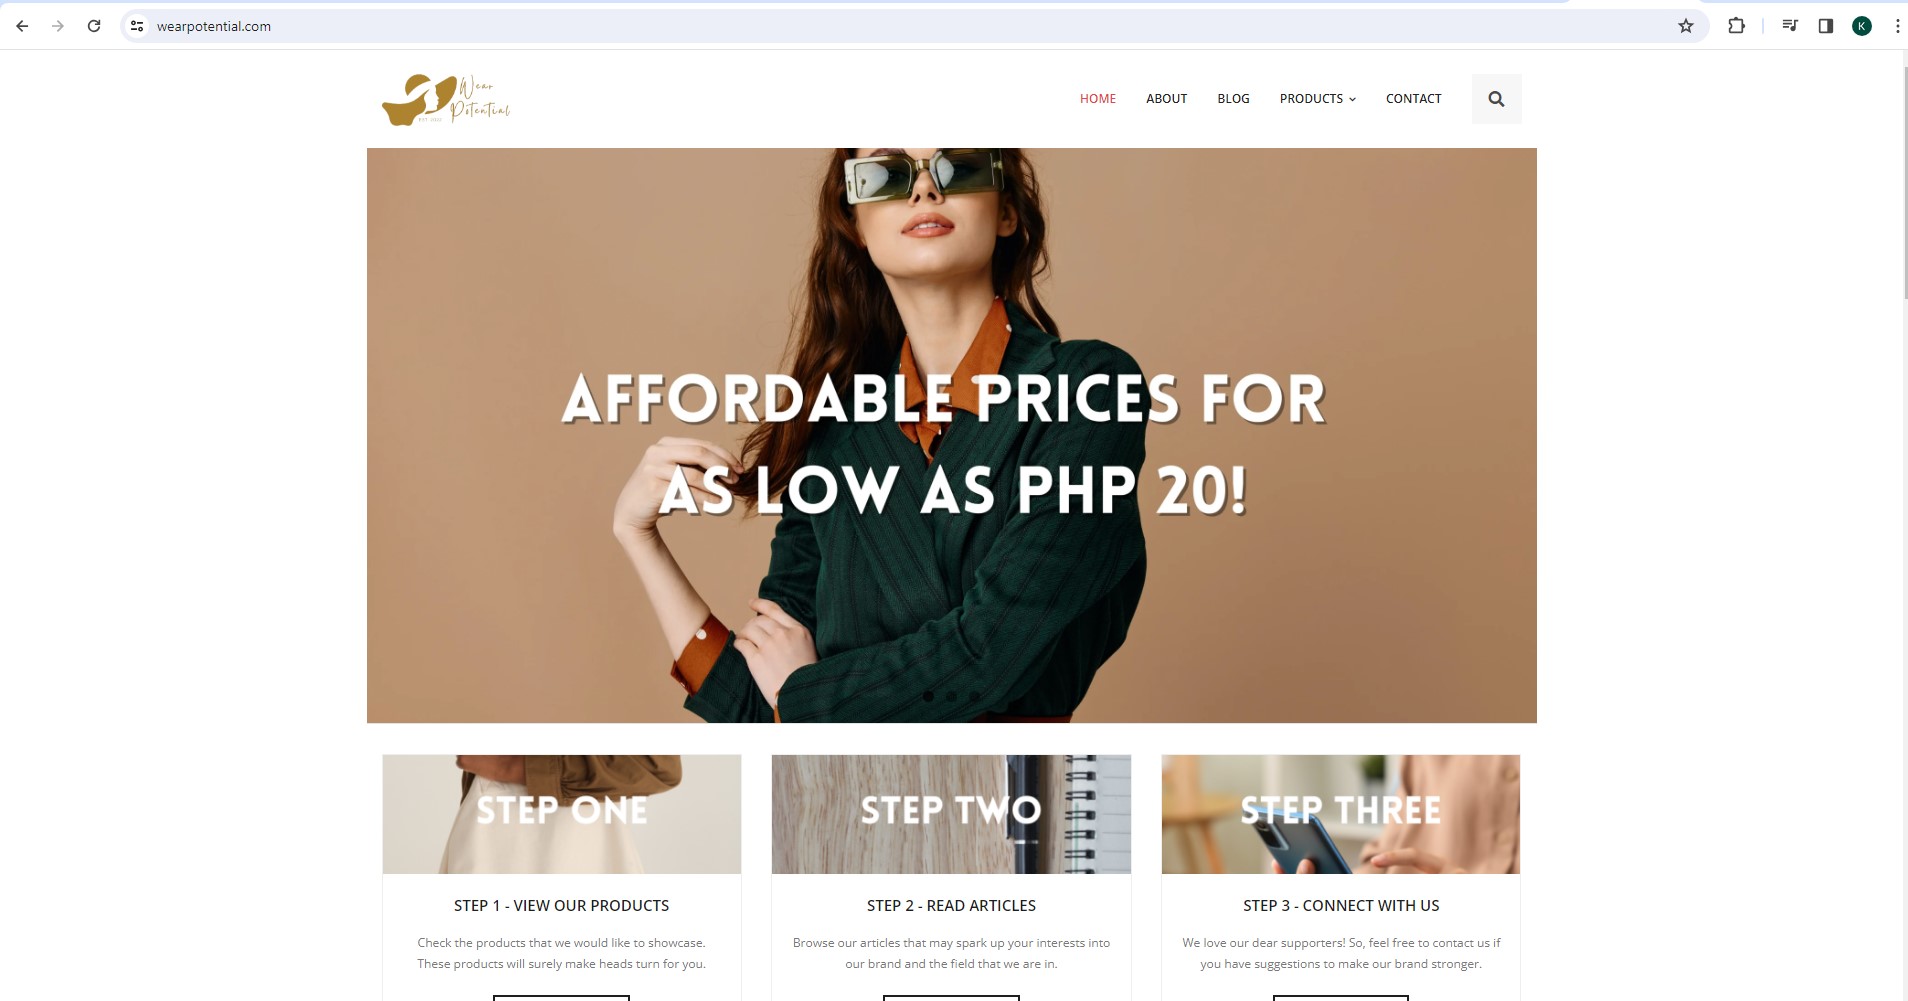 wearpotential.com
K
Wear
Potential
EST. 2022
HOME ABOUT BLOG PRODUCTS CONTACT
AFFORDABLE PRICES FOR
AS LOW AS PHP 20!
STEP ONE
STEP 1 - VIEW OUR PRODUCTS
Check the products that we would like to showcase.
These products will surely make heads turn for you.
STEP TWO
STEP 2 - READ ARTICLES
Browse our articles that may spark up your interests into
our brand and the field that we are in.
STEP THREE
STEP 3 - CONNECT WITH US
We love our dear supporters! So, feel free to contact us if
you have suggestions to make our brand stronger.